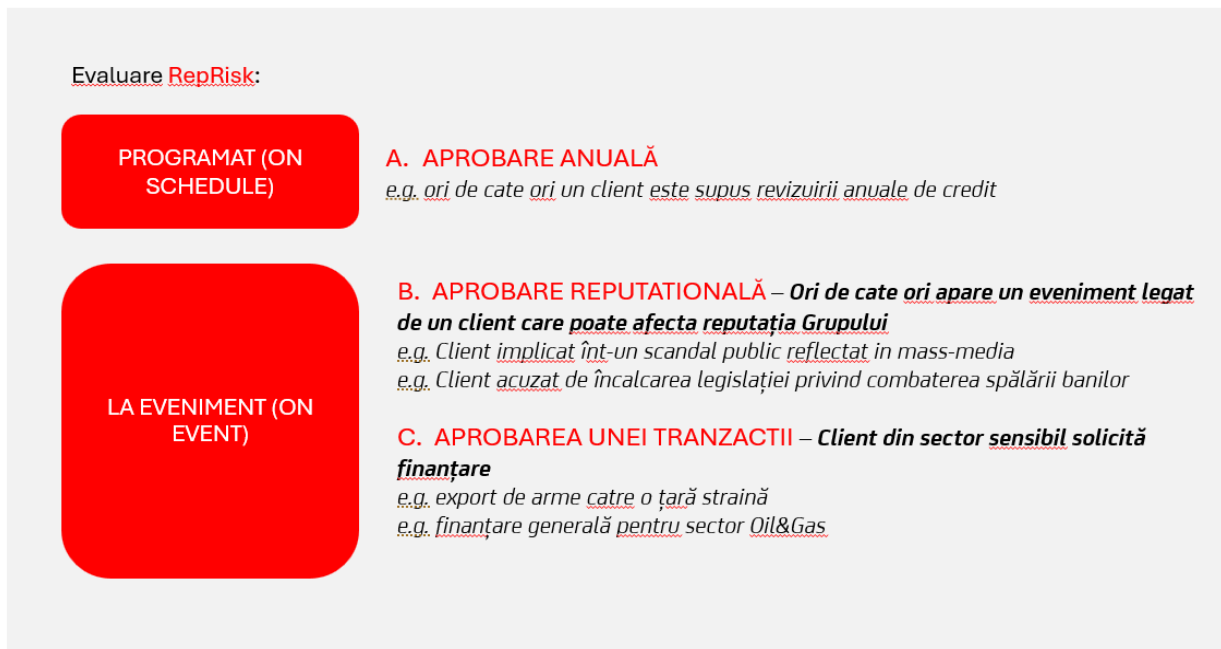 Evaluare RepRisk:
PROGRAMAT (ON
SCHEDULE)
A. APROBARE ANUALĂ
e.g. ori de cate ori un client este supus revizuirii anuale de credit
LA EVENIMENT (ON
EVENT)
B. APROBARE REPUTATIONALĂ – Ori de cate ori apare un eveniment legat
de un client care poate afecta reputația Grupului
e.g. Client implicat înt-un scandal public reflectat in mass-media
e.g. Client acuzat de încalcarea legislației privind combaterea spălării banilor
C. APROBAREA UNEI TRANZACTII – Client din sector sensibil solicită
finanțare
e.g. export de arme catre o țară straină
e.g. finanțare generală pentru sector Oil&Gas